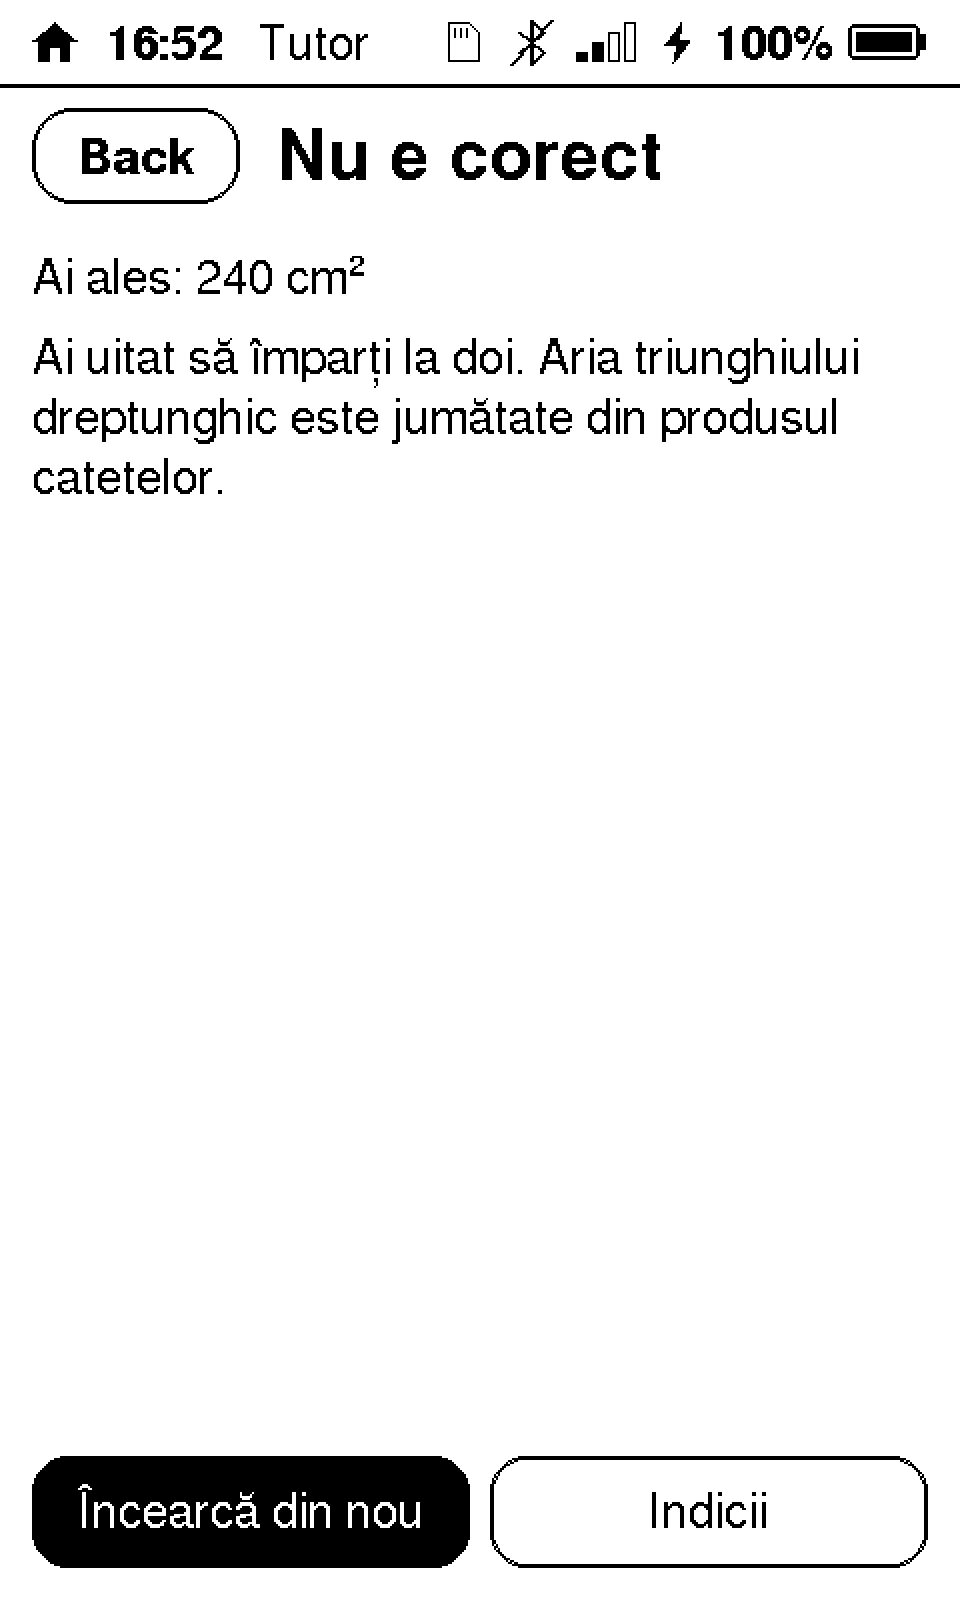 16:52 Tutor 100%
Back Nu e corect
Ai ales: 240 cm²
Ai uitat să împarți la doi. Aria triunghiului
dreptunghic este jumătate din produsul
catetelor.
Încearcă din nou Indicii